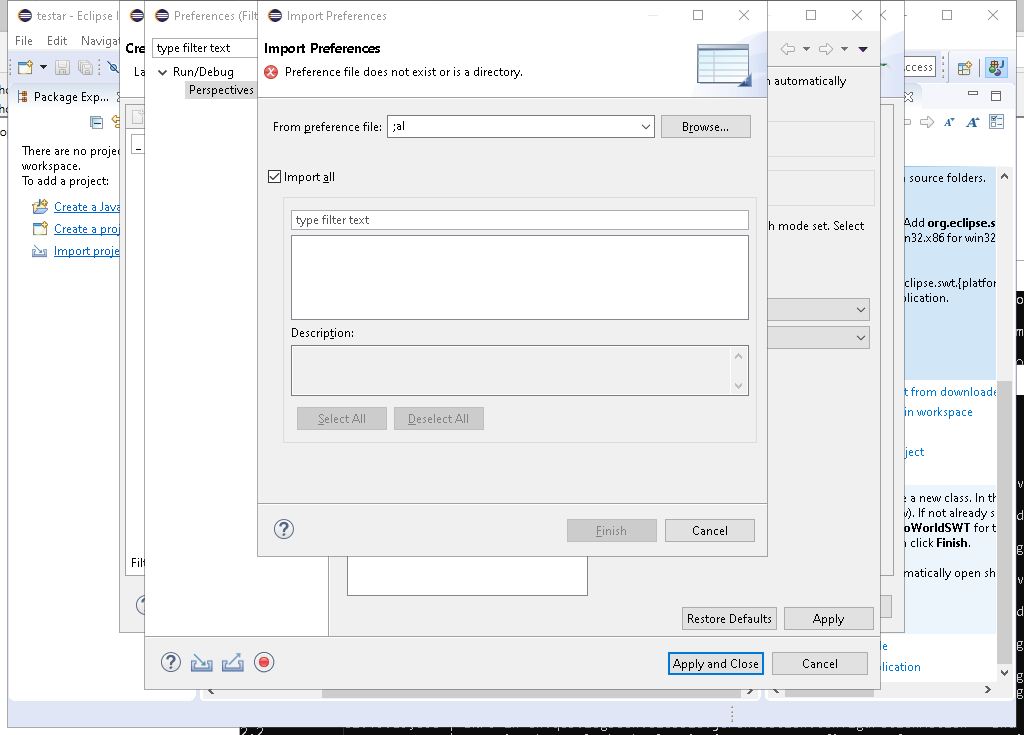 testar - Eclipse I
File Edit Naviga
Package Exp...
There are no proje
workspace.
To add a project:
Create a Java
Create a proj
Import proje
Cre
La
Filt
Preferences (Filt
type filter text
Run/Debug
Perspectives
Import Preferences
Import Preferences
Preference file does not exist or is a directory.
From preference file: ;al
Browse...
Import all
type filter text
Description:
Select All
Deselect All
Finish
Cancel
automatically
h mode set. Select
Restore Defaults
Apply
Apply and Close
Cancel
ccess
source folders.
Add org.eclipse.s
n32.x86 for win32
clipse.swt.{platfor
plication.
t from downloade
in workspace
ject
e a new class. In th
v). If not already s
oWorldSWT for t
click Finish.
matically open sh
le
plication